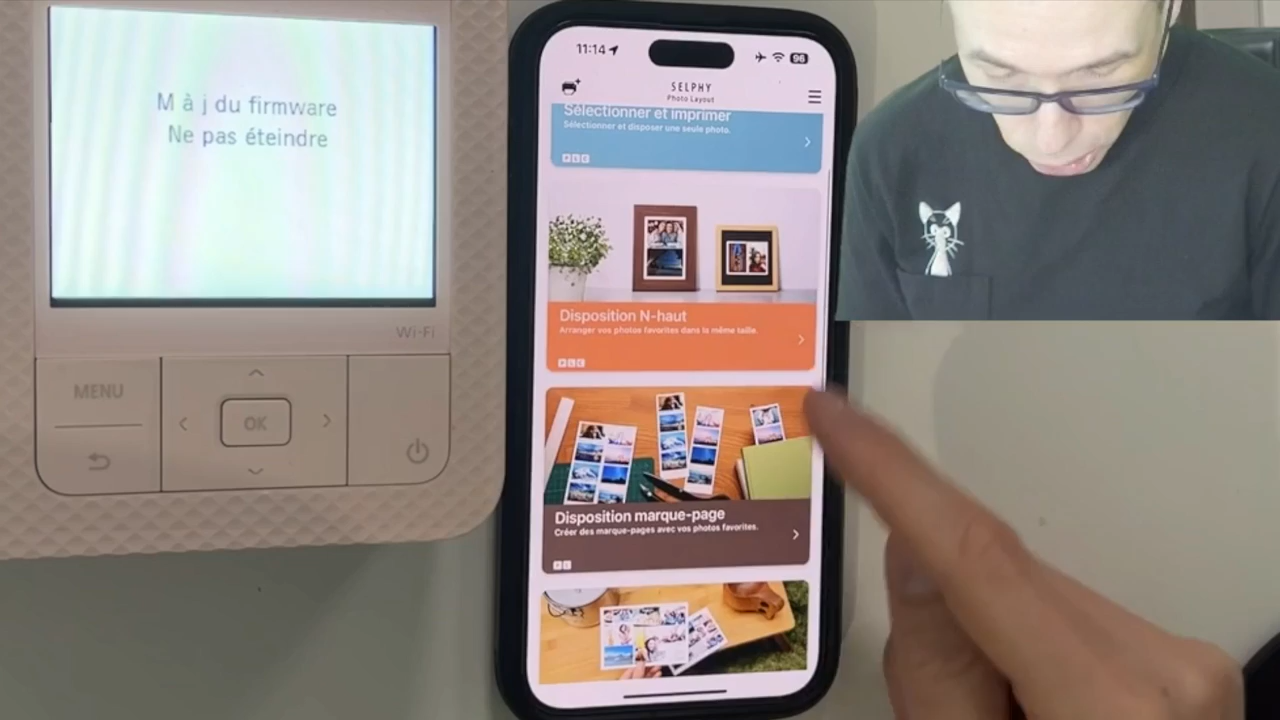 M à j du firmware
Ne pas éteindre
Wi-Fi
MENU
OK
11:14
98
SELPHY
Photo Layout
Sélectionner et imprimer
Sélectionner et disposer une seule photo.
P L C
Disposition N-haut
Arranger vos photos favorites dans la même taille.
P L C
Disposition marque-page
Créer des marque-pages avec vos photos favorites.
P L